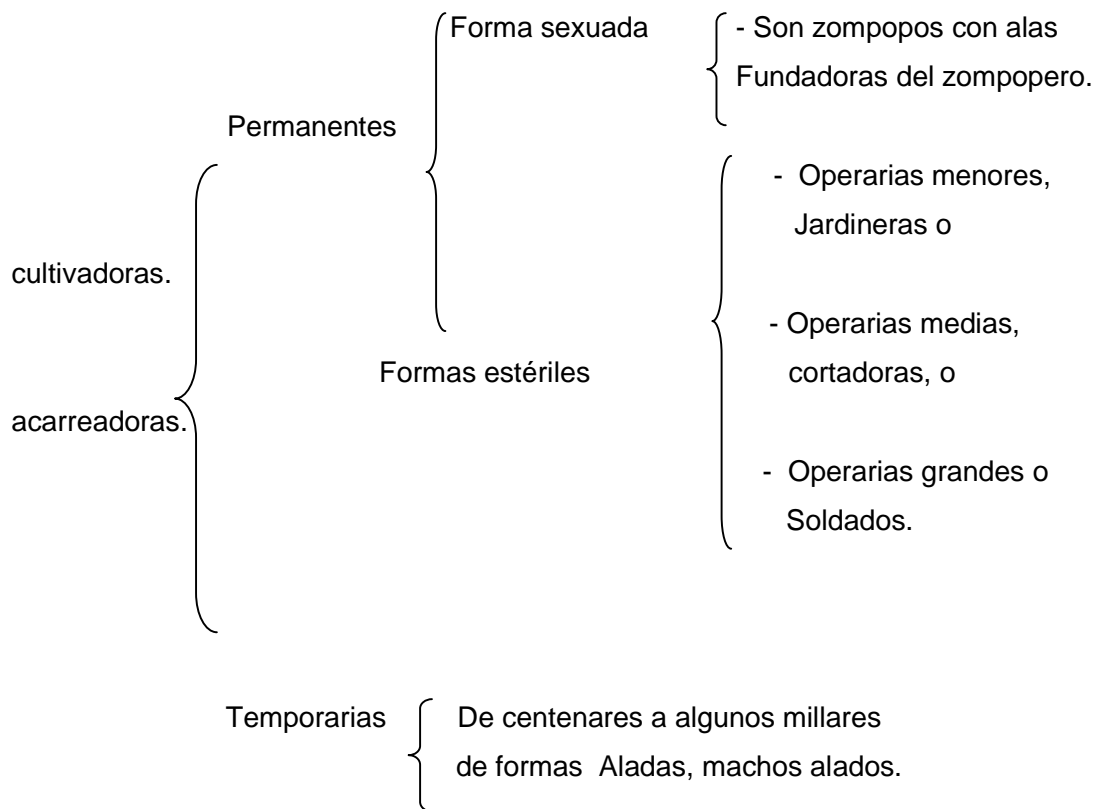 Forma sexuada - Son zompopos con alas
Fundadoras del zompopero.
Permanentes
- Operarias menores,
Jardineras o
cultivadoras.
- Operarias medias,
Formas estériles cortadoras, o
acarreadoras.
- Operarias grandes o
Soldados.
Temporarias De centenares a algunos millares
de formas Aladas, machos alados.